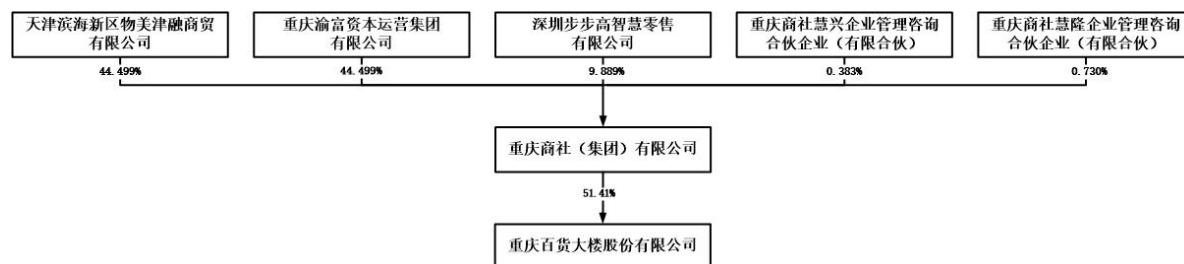 天津滨海新区物美津融商贸
有限公司
重庆渝富资本运营集团
有限公司
深圳步步高智慧零售
有限公司
重庆商社慧兴企业管理咨询
合伙企业（有限合伙）
重庆商社慧隆企业管理咨询
合伙企业（有限合伙）
44.499%
44.499%
9.889%
0.383%
0.730%
重庆商社（集团）有限公司
51.41%
重庆百货大楼股份有限公司